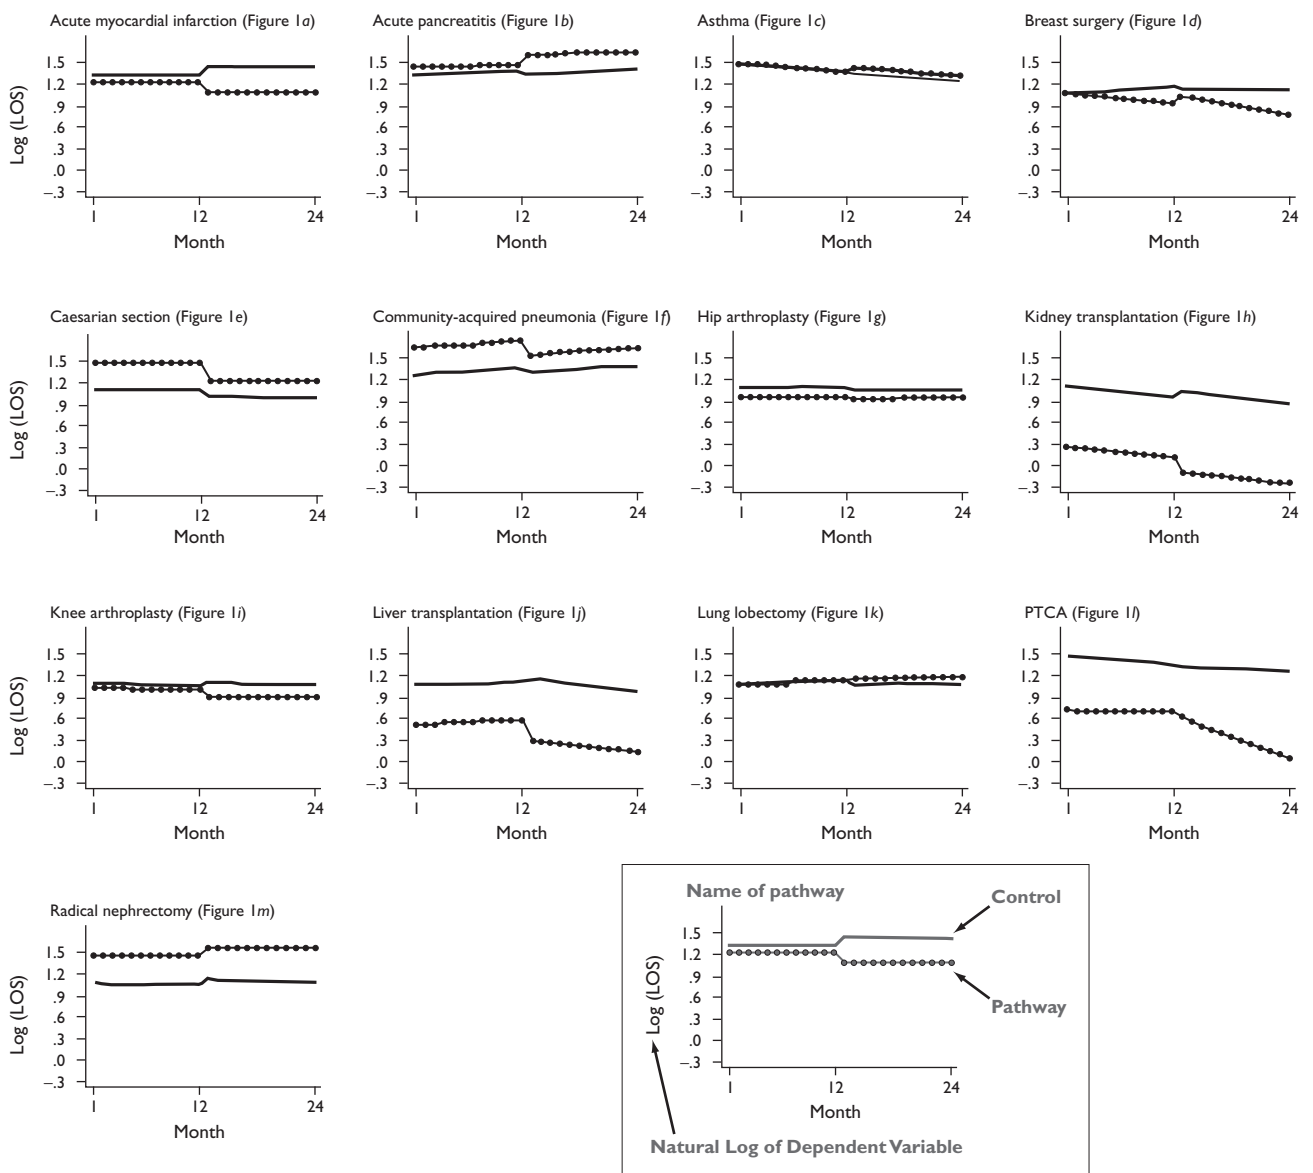 Acute myocardial infarction (Figure 1a)
Acute pancreatitis (Figure 1b)
Asthma (Figure 1c)
Breast surgery (Figure 1d)
Log (LOS)
1.5
1.2
.9
.6
.3
.0
–.3
1 12 24
Month
1.5
1.2
.9
.6
.3
.0
–.3
1 12 24
Month
1.5
1.2
.9
.6
.3
.0
–.3
1 12 24
Month
1.5
1.2
.9
.6
.3
.0
–.3
1 12 24
Month
Caesarian section (Figure 1e)
Community-acquired pneumonia (Figure 1f)
Hip arthroplasty (Figure 1g)
Kidney transplantation (Figure 1h)
Log (LOS)
1.5
1.2
.9
.6
.3
.0
–.3
1 12 24
Month
1.5
1.2
.9
.6
.3
.0
–.3
1 12 24
Month
1.5
1.2
.9
.6
.3
.0
–.3
1 12 24
Month
1.5
1.2
.9
.6
.3
.0
–.3
1 12 24
Month
Knee arthroplasty (Figure 1i)
Liver transplantation (Figure 1j)
Lung lobectomy (Figure 1k)
PTCA (Figure 1l)
Log (LOS)
1.5
1.2
.9
.6
.3
.0
–.3
1 12 24
Month
1.5
1.2
.9
.6
.3
.0
–.3
1 12 24
Month
1.5
1.2
.9
.6
.3
.0
–.3
1 12 24
Month
1.5
1.2
.9
.6
.3
.0
–.3
1 12 24
Month
Radical nephrectomy (Figure 1m)
Log (LOS)
1.5
1.2
.9
.6
.3
.0
–.3
1 12 24
Month
Name of pathway
Control
Log (LOS)
1.5
1.2
.9
.6
.3
.0
–.3
Pathway
1 12 24
Month
Natural Log of Dependent Variable